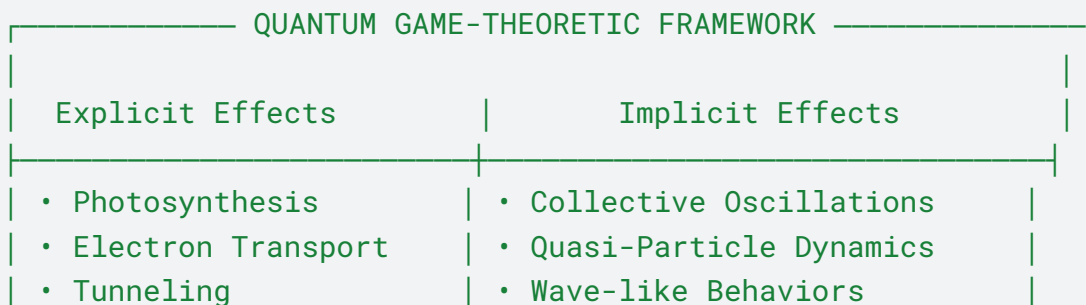 QUANTUM GAME-THEORETIC FRAMEWORK
Explicit Effects | Implicit Effects
• Photosynthesis | • Collective Oscillations
• Electron Transport | • Quasi-Particle Dynamics
• Tunneling | • Wave-like Behaviors